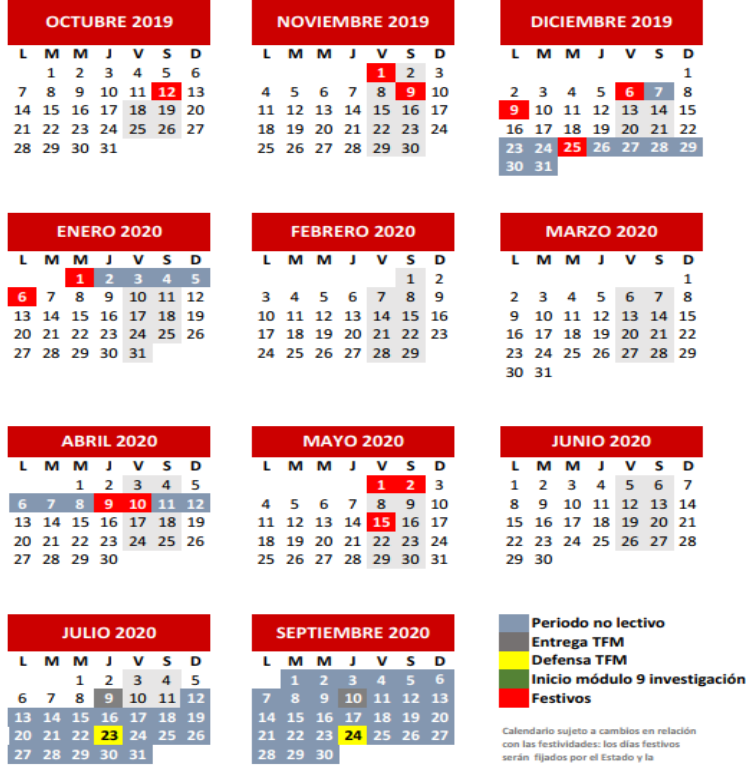 OCTUBRE 2019
L M M J V S D
1 2 3 4 5 6
7 8 9 10 11 12 13
14 15 16 17 18 19 20
21 22 23 24 25 26 27
28 29 30 31
NOVIEMBRE 2019
L M M J V S D
1 2 3
4 5 6 7 8 9 10
11 12 13 14 15 16 17
18 19 20 21 22 23 24
25 26 27 28 29 30
DICIEMBRE 2019
L M M J V S D
1
2 3 4 5 6 7 8
9 10 11 12 13 14 15
16 17 18 19 20 21 22
23 24 25 26 27 28 29
30 31
ENERO 2020
L M M J V S D
1 2 3 4 5
6 7 8 9 10 11 12
13 14 15 16 17 18 19
20 21 22 23 24 25 26
27 28 29 30 31
FEBRERO 2020
L M M J V S D
1 2
3 4 5 6 7 8 9
10 11 12 13 14 15 16
17 18 19 20 21 22 23
24 25 26 27 28 29
MARZO 2020
L M M J V S D
1
2 3 4 5 6 7 8
9 10 11 12 13 14 15
16 17 18 19 20 21 22
23 24 25 26 27 28 29
30 31
ABRIL 2020
L M M J V S D
1 2 3 4 5
6 7 8 9 10 11 12
13 14 15 16 17 18 19
20 21 22 23 24 25 26
27 28 29 30
MAYO 2020
L M M J V S D
1 2 3
4 5 6 7 8 9 10
11 12 13 14 15 16 17
18 19 20 21 22 23 24
25 26 27 28 29 30 31
JUNIO 2020
L M M J V S D
1 2 3 4 5 6 7
8 9 10 11 12 13 14
15 16 17 18 19 20 21
22 23 24 25 26 27 28
29 30
JULIO 2020
L M M J V S D
1 2 3 4 5
6 7 8 9 10 11 12
13 14 15 16 17 18 19
20 21 22 23 24 25 26
27 28 29 30 31
SEPTIEMBRE 2020
L M M J V S D
1 2 3 4 5 6
7 8 9 10 11 12 13
14 15 16 17 18 19 20
21 22 23 24 25 26 27
28 29 30
Periodo no lectivo
Entrega TFM
Defensa TFM
Inicio módulo 9 investigación
Festivos
Calendario sujeto a cambios en relación
con las festividades: los días festivos
serán fijados por el Estado y la